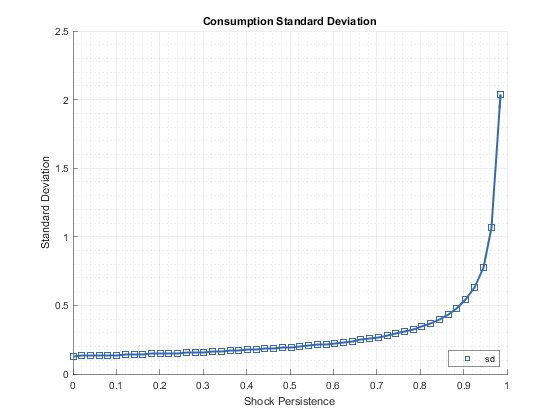 Consumption Standard Deviation
2.5
2
1.5
1
0.5
0
Standard Deviation
0 0.1 0.2 0.3 0.4 0.5 0.6 0.7 0.8 0.9 1
Shock Persistence
sd